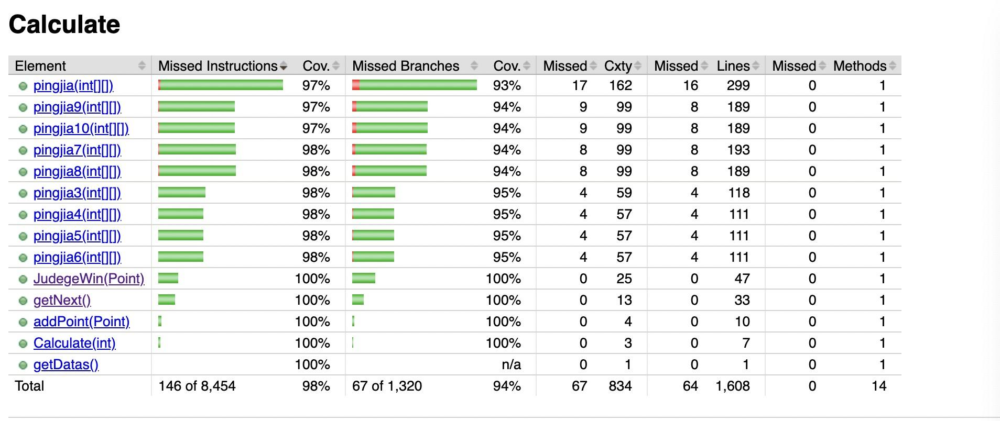 Calculate
Element Missed Instructions Cov. Missed Branches Cov. Missed Cxty Missed Lines Missed Methods
pingjia(int[][]) 97% 93% 17 162 16 299 0 1
pingjia9(int[][]) 97% 94% 9 99 8 189 0 1
pingjia10(int[][]) 97% 94% 9 99 8 189 0 1
pingjia7(int[][]) 98% 94% 8 99 8 193 0 1
pingjia8(int[][]) 98% 94% 8 99 8 189 0 1
pingjia3(int[][]) 98% 95% 4 59 4 118 0 1
pingjia4(int[][]) 98% 95% 4 57 4 111 0 1
pingjia5(int[][]) 98% 95% 4 57 4 111 0 1
pingjia6(int[][]) 98% 95% 4 57 4 111 0 1
JudegeWin(Point) 100% 100% 0 25 0 47 0 1
getNext() 100% 100% 0 13 0 33 0 1
addPoint(Point) 100% 100% 0 4 0 10 0 1
Calculate(int) 100% 100% 0 3 0 7 0 1
getDatas() 100% n/a 0 1 0 1 0 1
Total 146 of 8,454 98% 67 of 1,320 94% 67 834 64 1,608 0 14